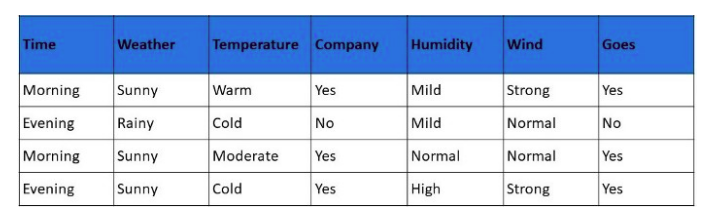 Time Weather Temperature Company Humidity Wind Goes
Morning Sunny Warm Yes Mild Strong Yes
Evening Rainy Cold No Mild Normal No
Morning Sunny Moderate Yes Normal Normal Yes
Evening Sunny Cold Yes High Strong Yes